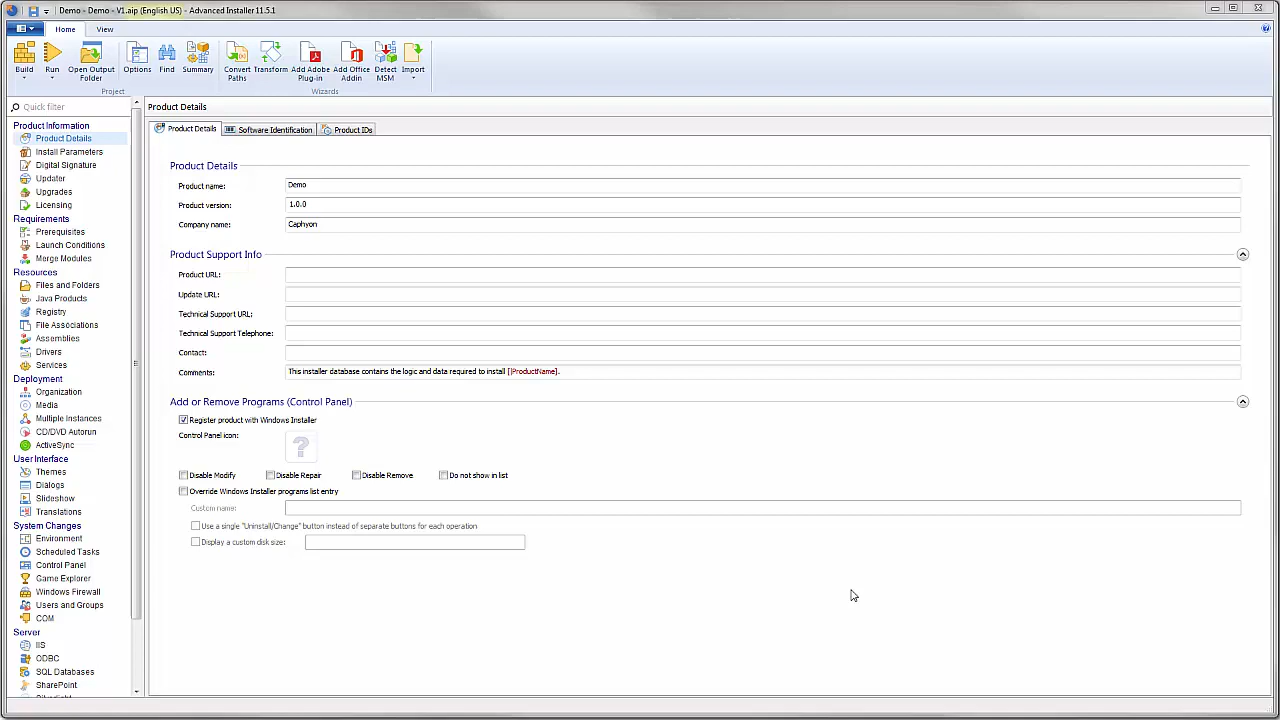 Demo - Demo - V1.aip (English US) - Advanced Installer 11.5.1
Home View
Build Run Open Output Folder Options Find Summary Convert Paths Transform Add Adobe Plug-in Add Office Addin Detect MSM Import
Project Wizards
Quick filter
Product Information
Product Details
Install Parameters
Digital Signature
Updater
Upgrades
Licensing
Requirements
Prerequisites
Launch Conditions
Merge Modules
Resources
Files and Folders
Java Products
Registry
File Associations
Assemblies
Drivers
Services
Deployment
Organization
Media
Multiple Instances
CD/DVD Autorun
ActiveSync
User Interface
Themes
Dialogs
Slideshow
Translations
System Changes
Environment
Scheduled Tasks
Control Panel
Game Explorer
Windows Firewall
Users and Groups
COM
Server
IIS
ODBC
SQL Databases
SharePoint
Product Details
Product Details Software Identification Product IDs
Product Details
Product name: Demo
Product version: 1.0.0
Company name: Caphyon
Product Support Info
Product URL:
Update URL:
Technical Support URL:
Technical Support Telephone:
Contact:
Comments: This installer database contains the logic and data required to install [|ProductName].
Add or Remove Programs (Control Panel)
Register product with Windows Installer
Control Panel icon:
?
Disable Modify Disable Repair Disable Remove Do not show in list
Override Windows Installer programs list entry
Custom name:
Use a single "Uninstall/Change" button instead of separate buttons for each operation
Display a custom disk size: